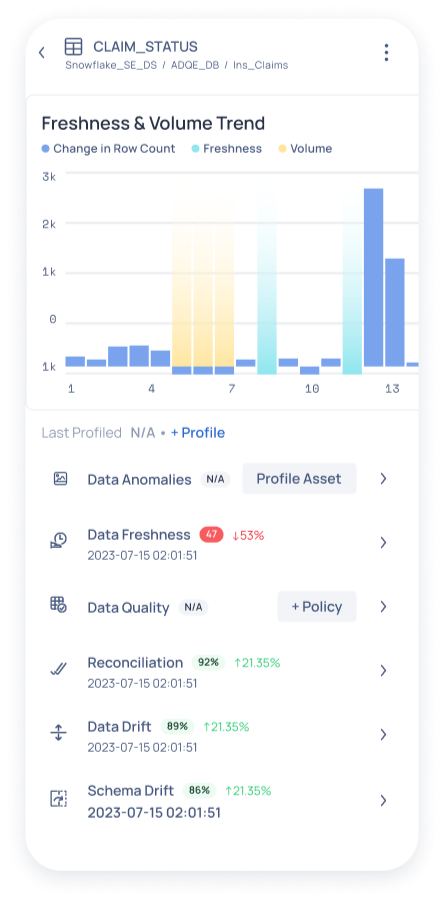 CLAIM_STATUS
Snowflake_SE_DS / ADQE_DB / Ins_Claims
Freshness & Volume Trend
Change in Row Count Freshness Volume
3k
2k
1k
0
1k
1 4 7 10 13
Last Profiled N/A • + Profile
Data Anomalies N/A Profile Asset
Data Freshness 47 ↓53%
2023-07-15 02:01:51
Data Quality N/A + Policy
Reconciliation 92% ↑21.35%
2023-07-15 02:01:51
Data Drift 89% ↑21.35%
2023-07-15 02:01:51
Schema Drift 86% ↑21.35%
2023-07-15 02:01:51